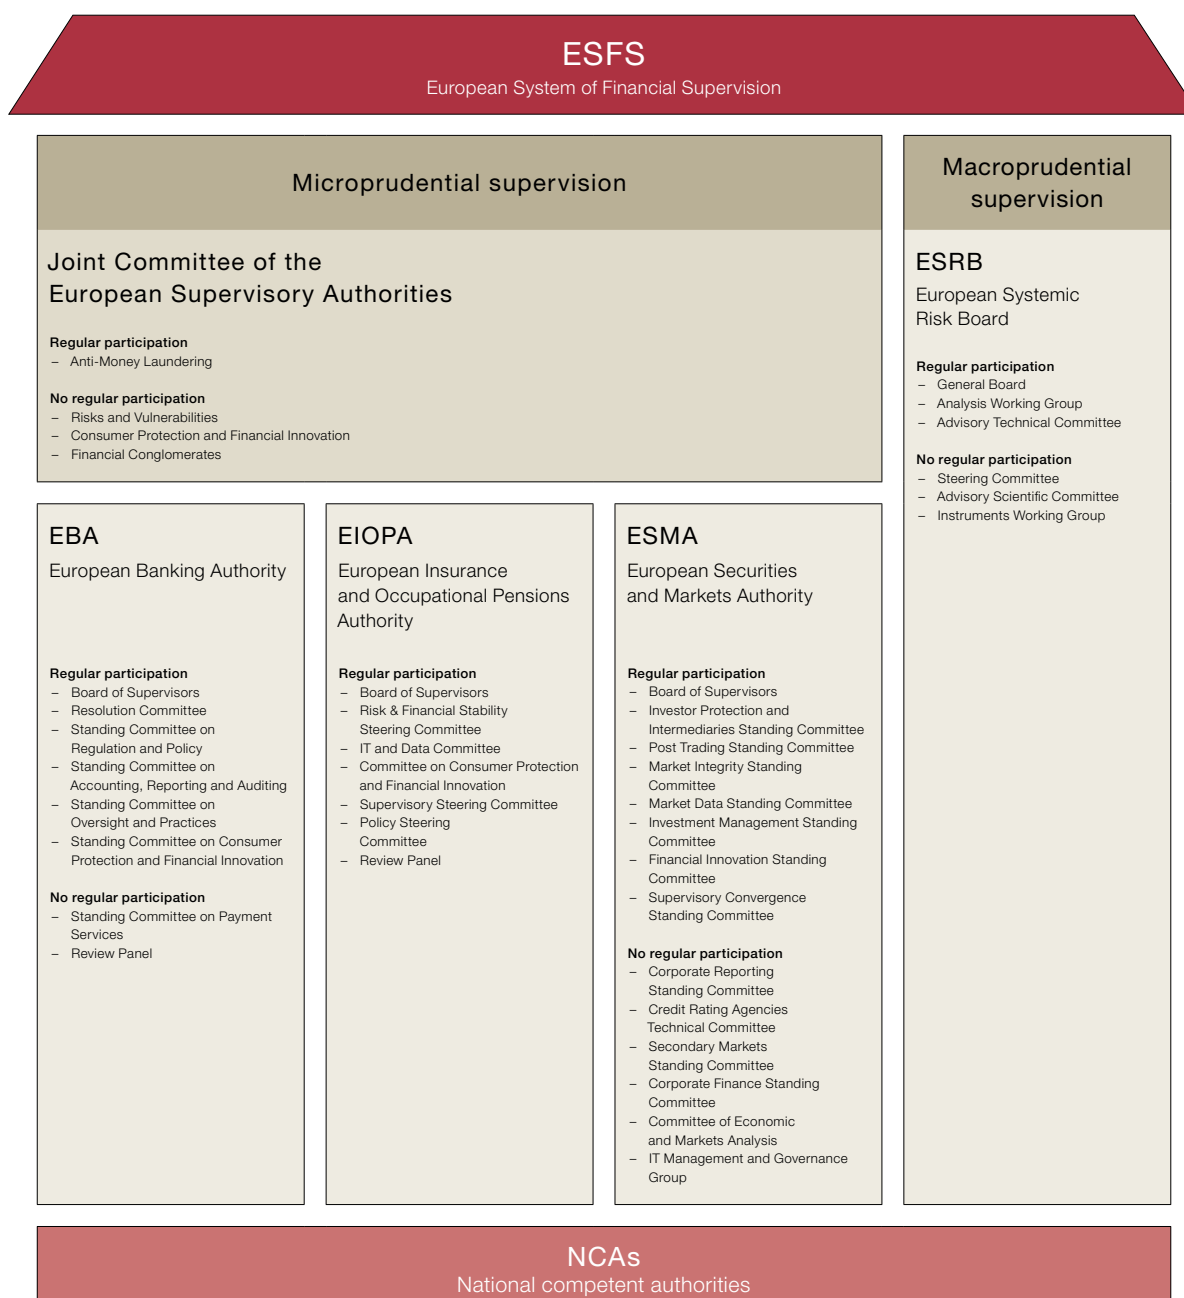 ESFS
European System of Financial Supervision
Microprudential supervision
Joint Committee of the
European Supervisory Authorities
Regular participation
– Anti-Money Laundering
No regular participation
– Risks and Vulnerabilities
– Consumer Protection and Financial Innovation
– Financial Conglomerates
Macroprudential
supervision
ESRB
European Systemic
Risk Board
Regular participation
– General Board
– Analysis Working Group
– Advisory Technical Committee
No regular participation
– Steering Committee
– Advisory Scientific Committee
– Instruments Working Group
EBA
European Banking Authority
Regular participation
– Board of Supervisors
– Resolution Committee
– Standing Committee on
Regulation and Policy
– Standing Committee on
Accounting, Reporting and Auditing
– Standing Committee on
Oversight and Practices
– Standing Committee on Consumer
Protection and Financial Innovation
No regular participation
– Standing Committee on Payment
Services
– Review Panel
EIOPA
European Insurance
and Occupational Pensions
Authority
Regular participation
– Board of Supervisors
– Risk & Financial Stability
Steering Committee
– IT and Data Committee
– Committee on Consumer Protection
and Financial Innovation
– Supervisory Steering Committee
– Policy Steering
Committee
– Review Panel
ESMA
European Securities
and Markets Authority
Regular participation
– Board of Supervisors
– Investor Protection and
Intermediaries Standing Committee
– Post Trading Standing Committee
– Market Integrity Standing
Committee
– Market Data Standing Committee
– Investment Management Standing
Committee
– Financial Innovation Standing
Committee
– Supervisory Convergence
Standing Committee
No regular participation
– Corporate Reporting
Standing Committee
– Credit Rating Agencies
Technical Committee
– Secondary Markets
Standing Committee
– Corporate Finance Standing
Committee
– Committee of Economic
and Markets Analysis
– IT Management and Governance
Group
NCAs
National competent authorities